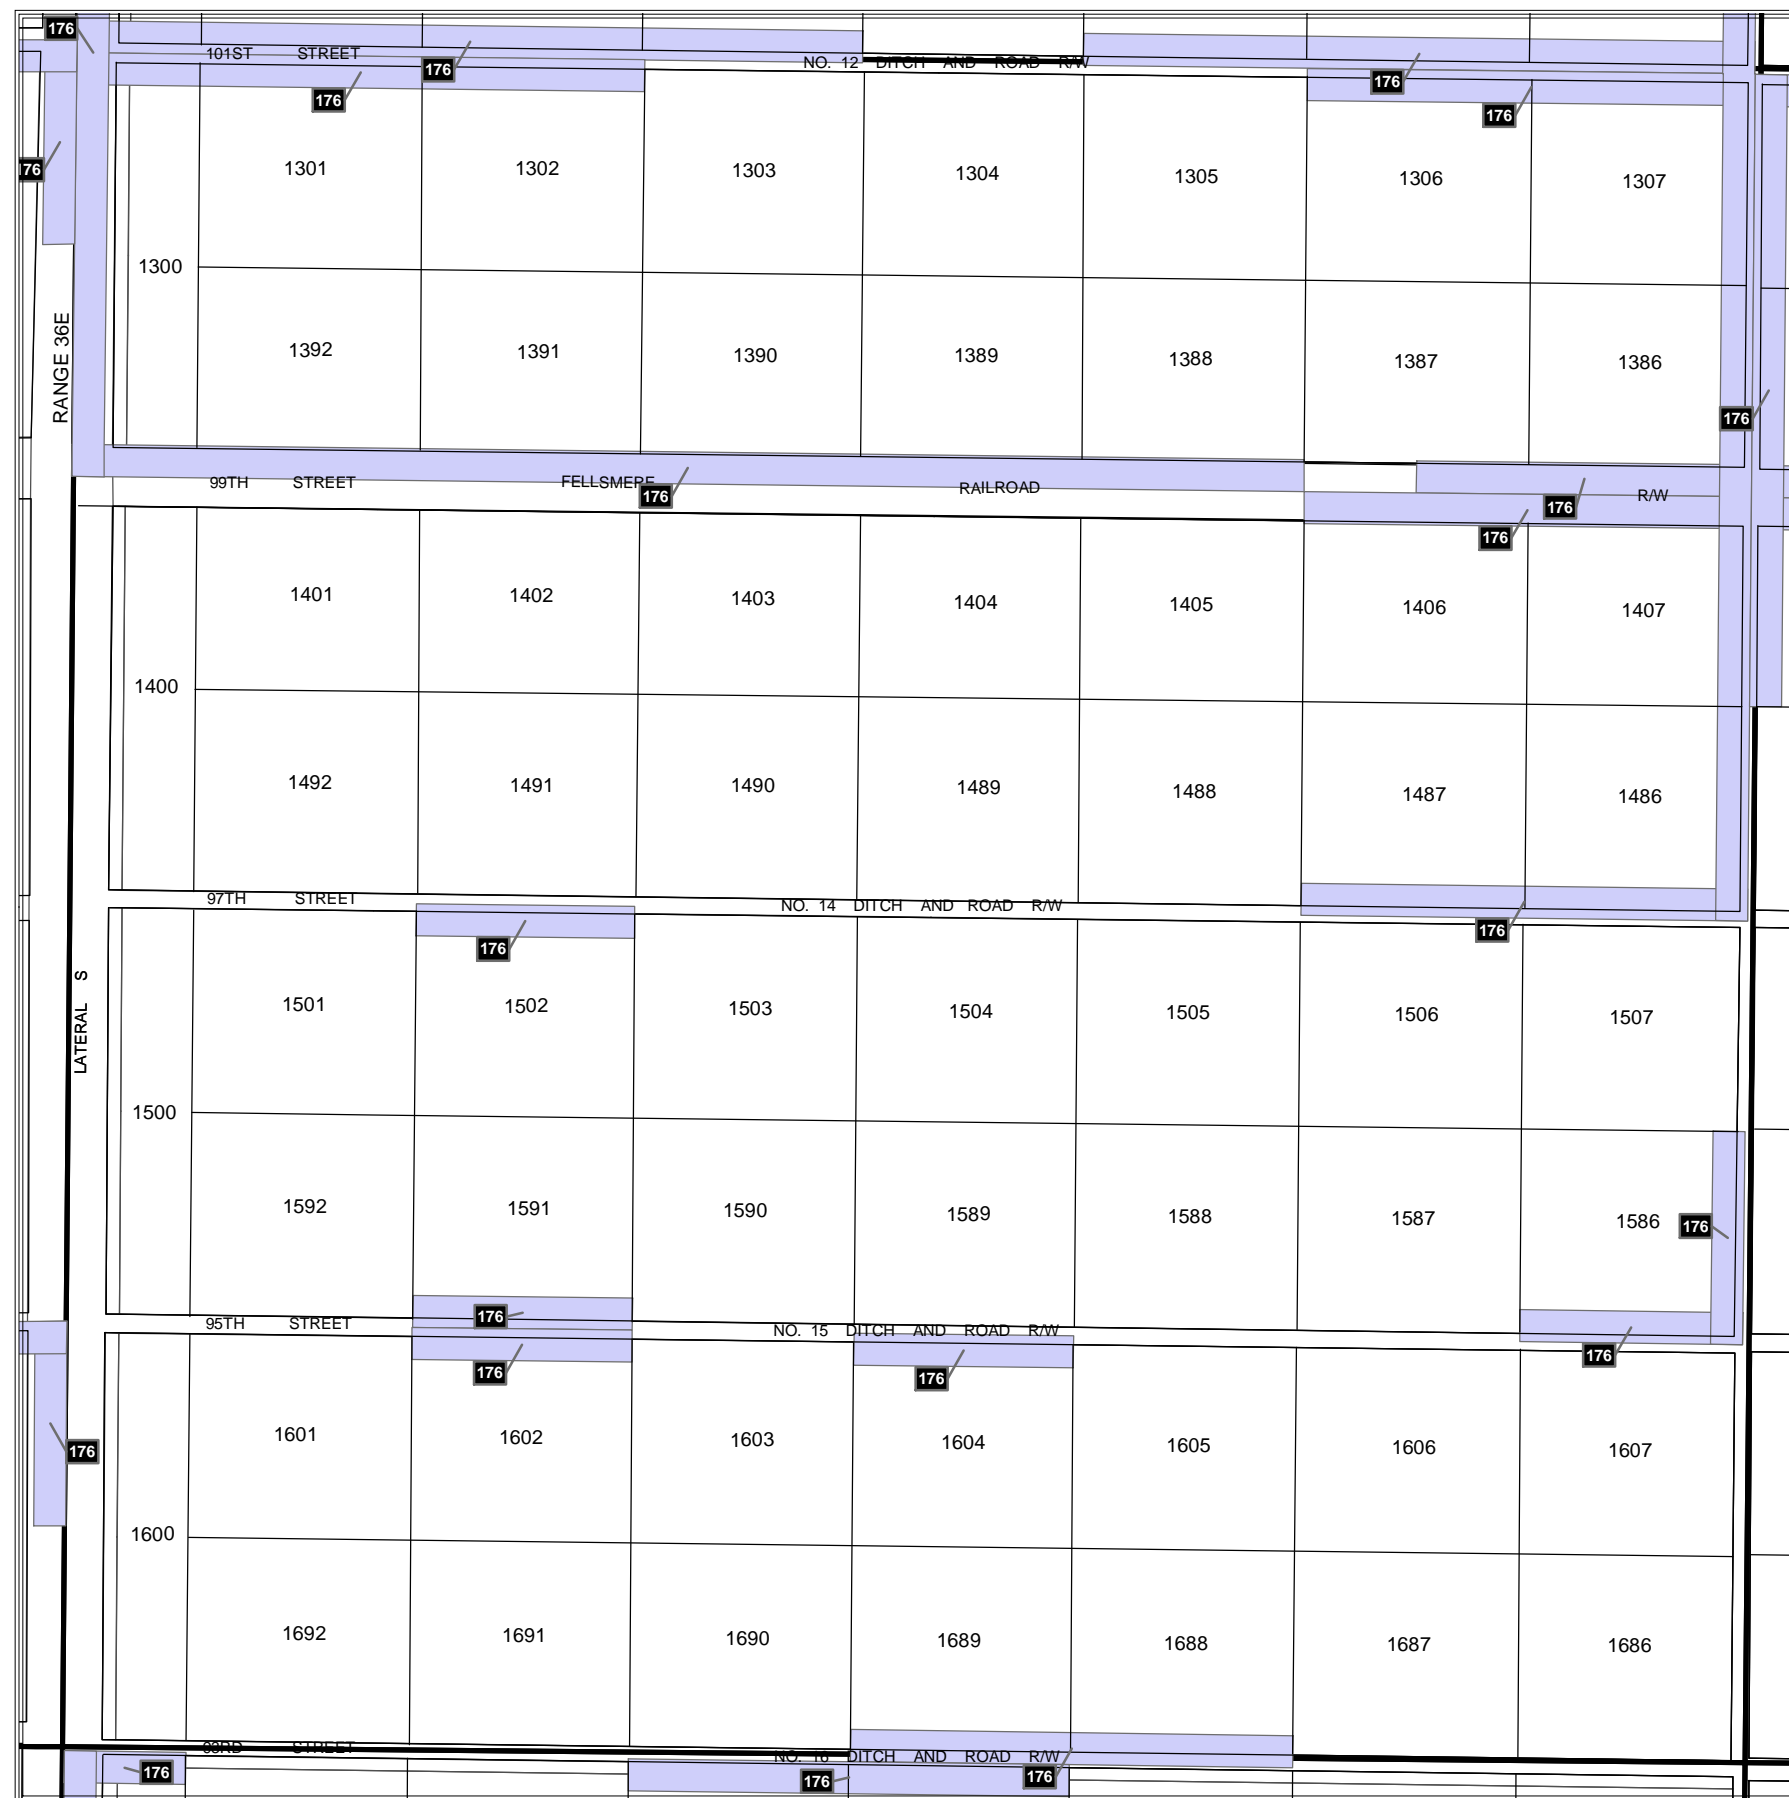 176
101ST STREET
NO. 12 DITCH AND ROAD R/W
176
176
176
176
176
1301 1302 1303 1304 1305 1306 1307
1300
RANGE 36E
1392 1391 1390 1389 1388 1387 1386
176
99TH STREET FELLSMERE RAILROAD R/W
176
176
176
1401 1402 1403 1404 1405 1406 1407
1400
1492 1491 1490 1489 1488 1487 1486
97TH STREET NO. 14 DITCH AND ROAD R/W
176
176
LATERAL S
1501 1502 1503 1504 1505 1506 1507
1500
1592 1591 1590 1589 1588 1587 1586
176
176
95TH STREET NO. 15 DITCH AND ROAD R/W
176
176
176
1601 1602 1603 1604 1605 1606 1607
176
1600
1692 1691 1690 1689 1688 1687 1686
93RD STREET NO. 16 DITCH AND ROAD R/W
176
176
176